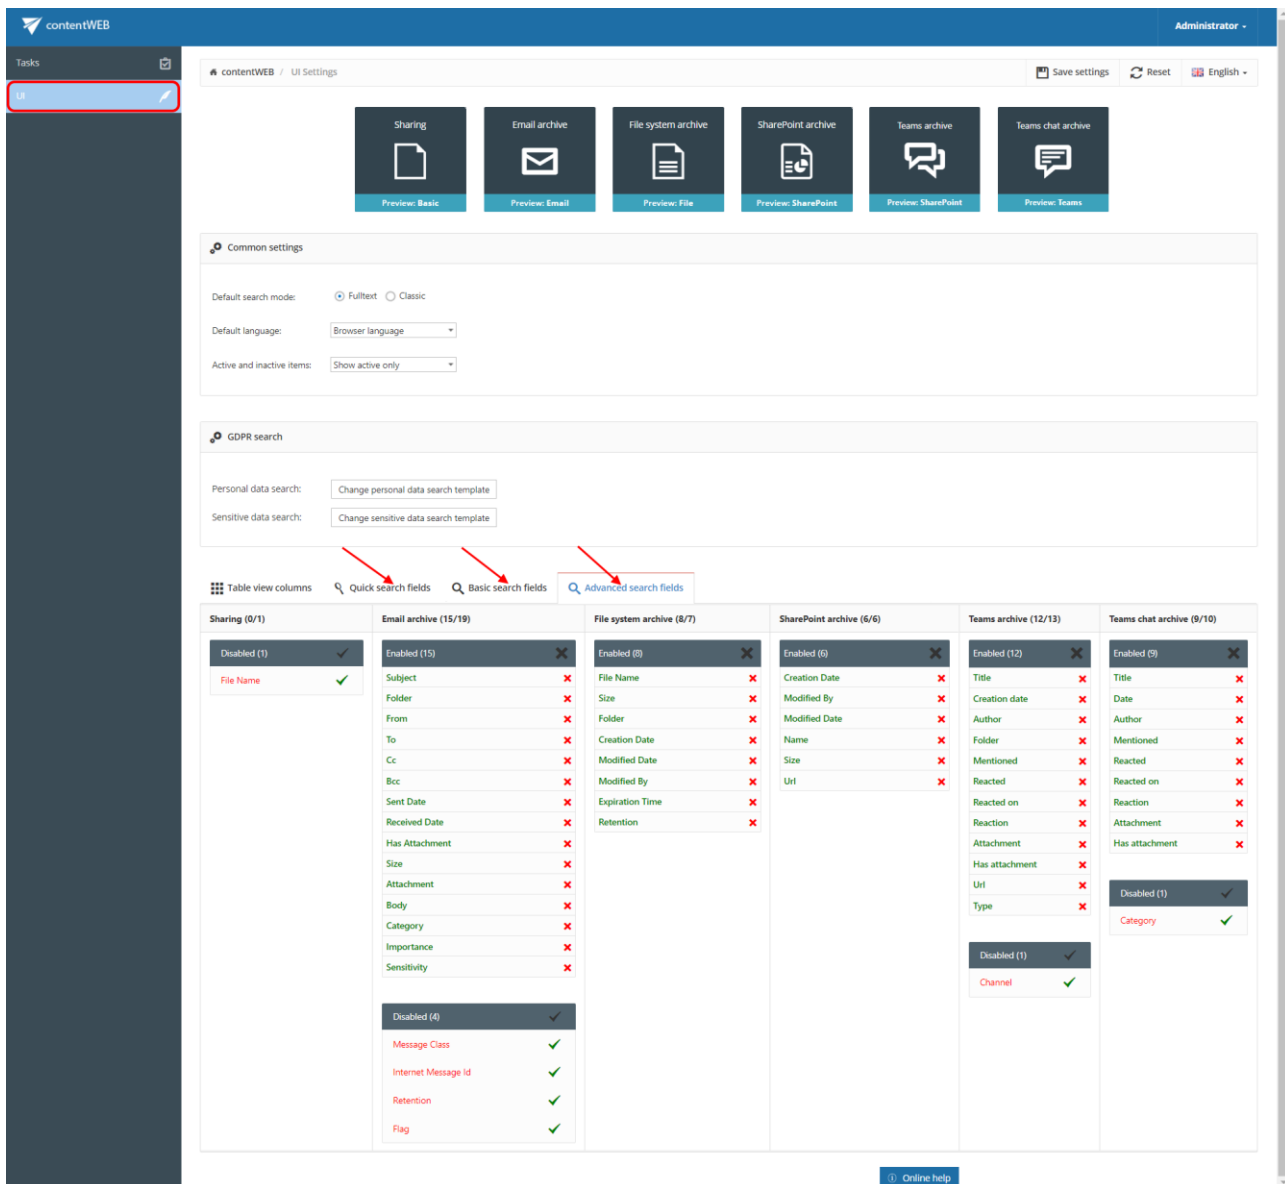 contentWEB
Administrator
Tasks
UI
contentWEB / UI Settings
Save settings
Reset
English
Sharing
Preview: Basic
Email archive
Preview: Email
File system archive
Preview: File
SharePoint archive
Preview: SharePoint
Teams archive
Preview: SharePoint
Teams chat archive
Preview: Teams
Common settings
Default search mode: Fulltext Classic
Default language: Browser language
Active and inactive items: Show active only
GDPR search
Personal data search: Change personal data search template
Sensitive data search: Change sensitive data search template
Table view columns
Quick search fields
Basic search fields
Advanced search fields
Sharing (0/1)
Disabled (1)
File Name
Email archive (15/19)
Enabled (15)
Subject
Folder
From
To
Cc
Bcc
Sent Date
Received Date
Has Attachment
Size
Attachment
Body
Category
Importance
Sensitivity
Disabled (4)
Message Class
Internet Message Id
Retention
Flag
File system archive (8/7)
Enabled (8)
File Name
Size
Folder
Creation Date
Modified Date
Modified By
Expiration Time
Retention
SharePoint archive (6/6)
Enabled (6)
Creation Date
Modified By
Modified Date
Name
Size
Url
Teams archive (12/13)
Enabled (12)
Title
Creation date
Author
Folder
Mentioned
Reacted
Reacted on
Reaction
Attachment
Has attachment
Url
Type
Disabled (1)
Channel
Teams chat archive (9/10)
Enabled (9)
Title
Date
Author
Mentioned
Reacted
Reacted on
Reaction
Attachment
Has attachment
Disabled (1)
Category
Online help